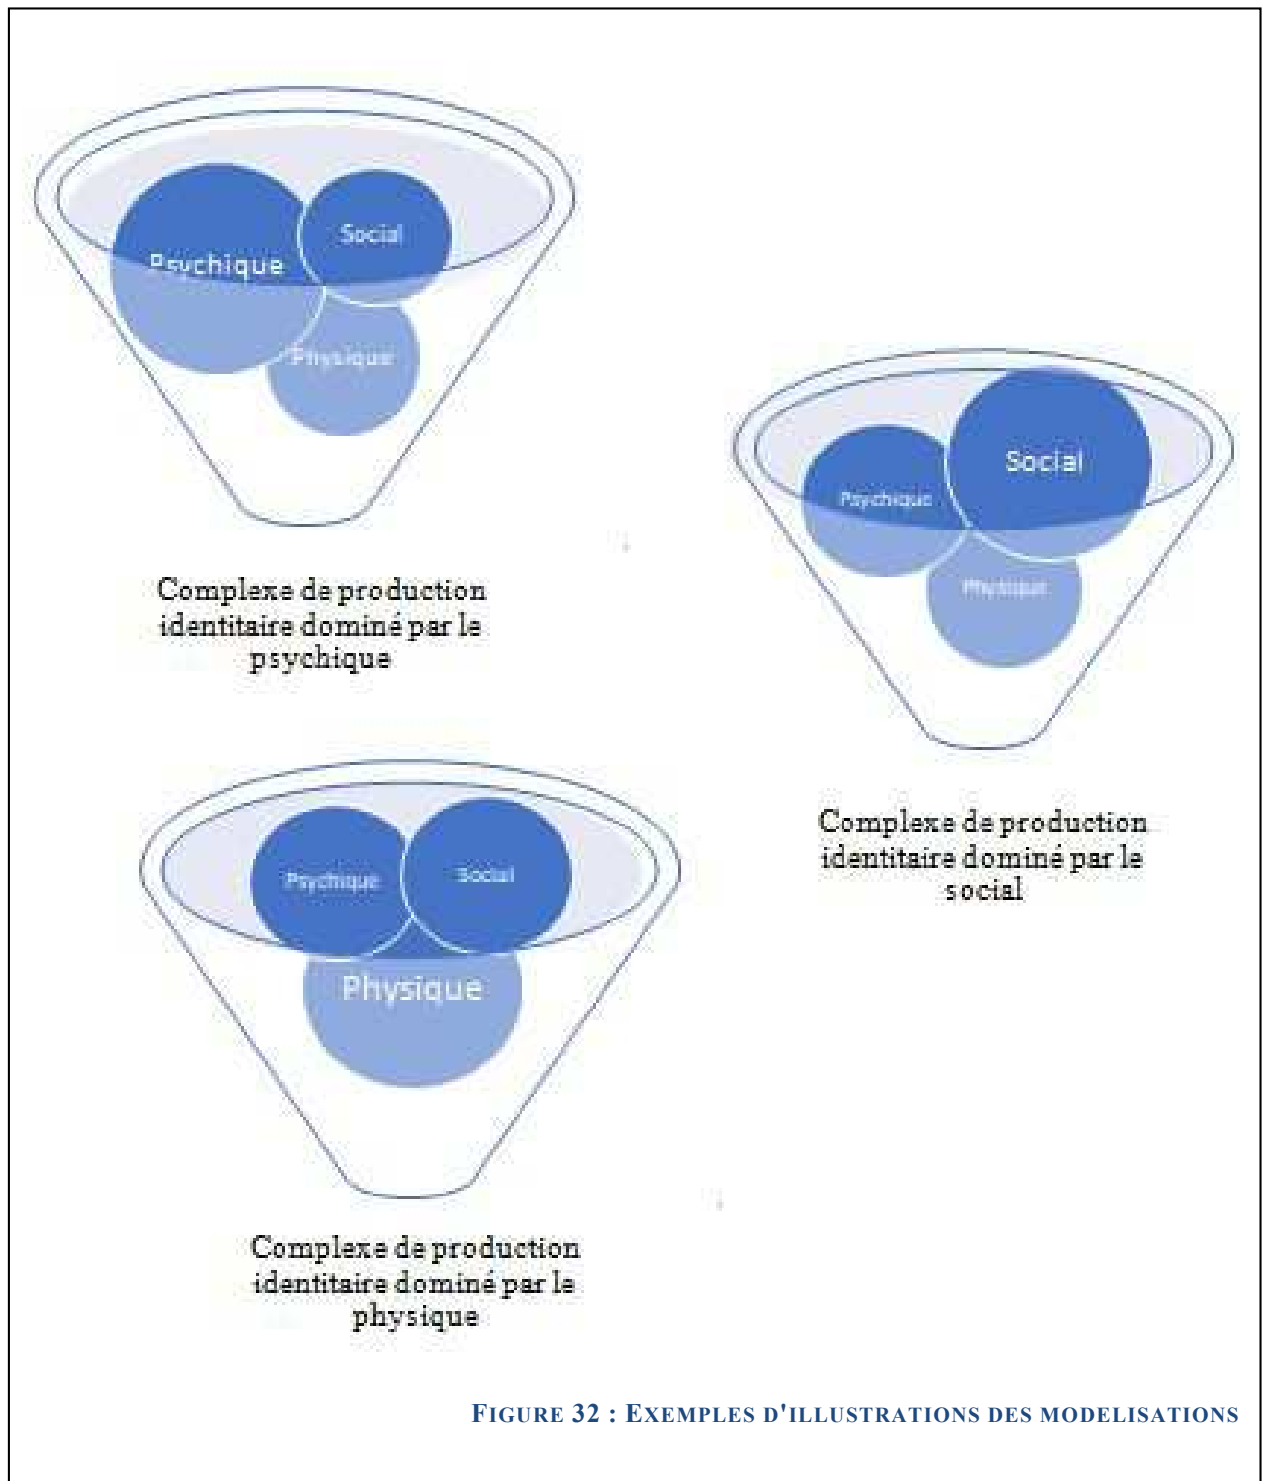 Psychique
Social
Physique
Complexe de production
identitaire dominé par le
psychique
Psychique
Social
Physique
Complexe de production
identitaire dominé par le
social
Psychique
Social
Physique
Complexe de production
identitaire dominé par le
physique
FIGURE 32 : EXEMPLES D'ILLUSTRATIONS DES MODELISATIONS